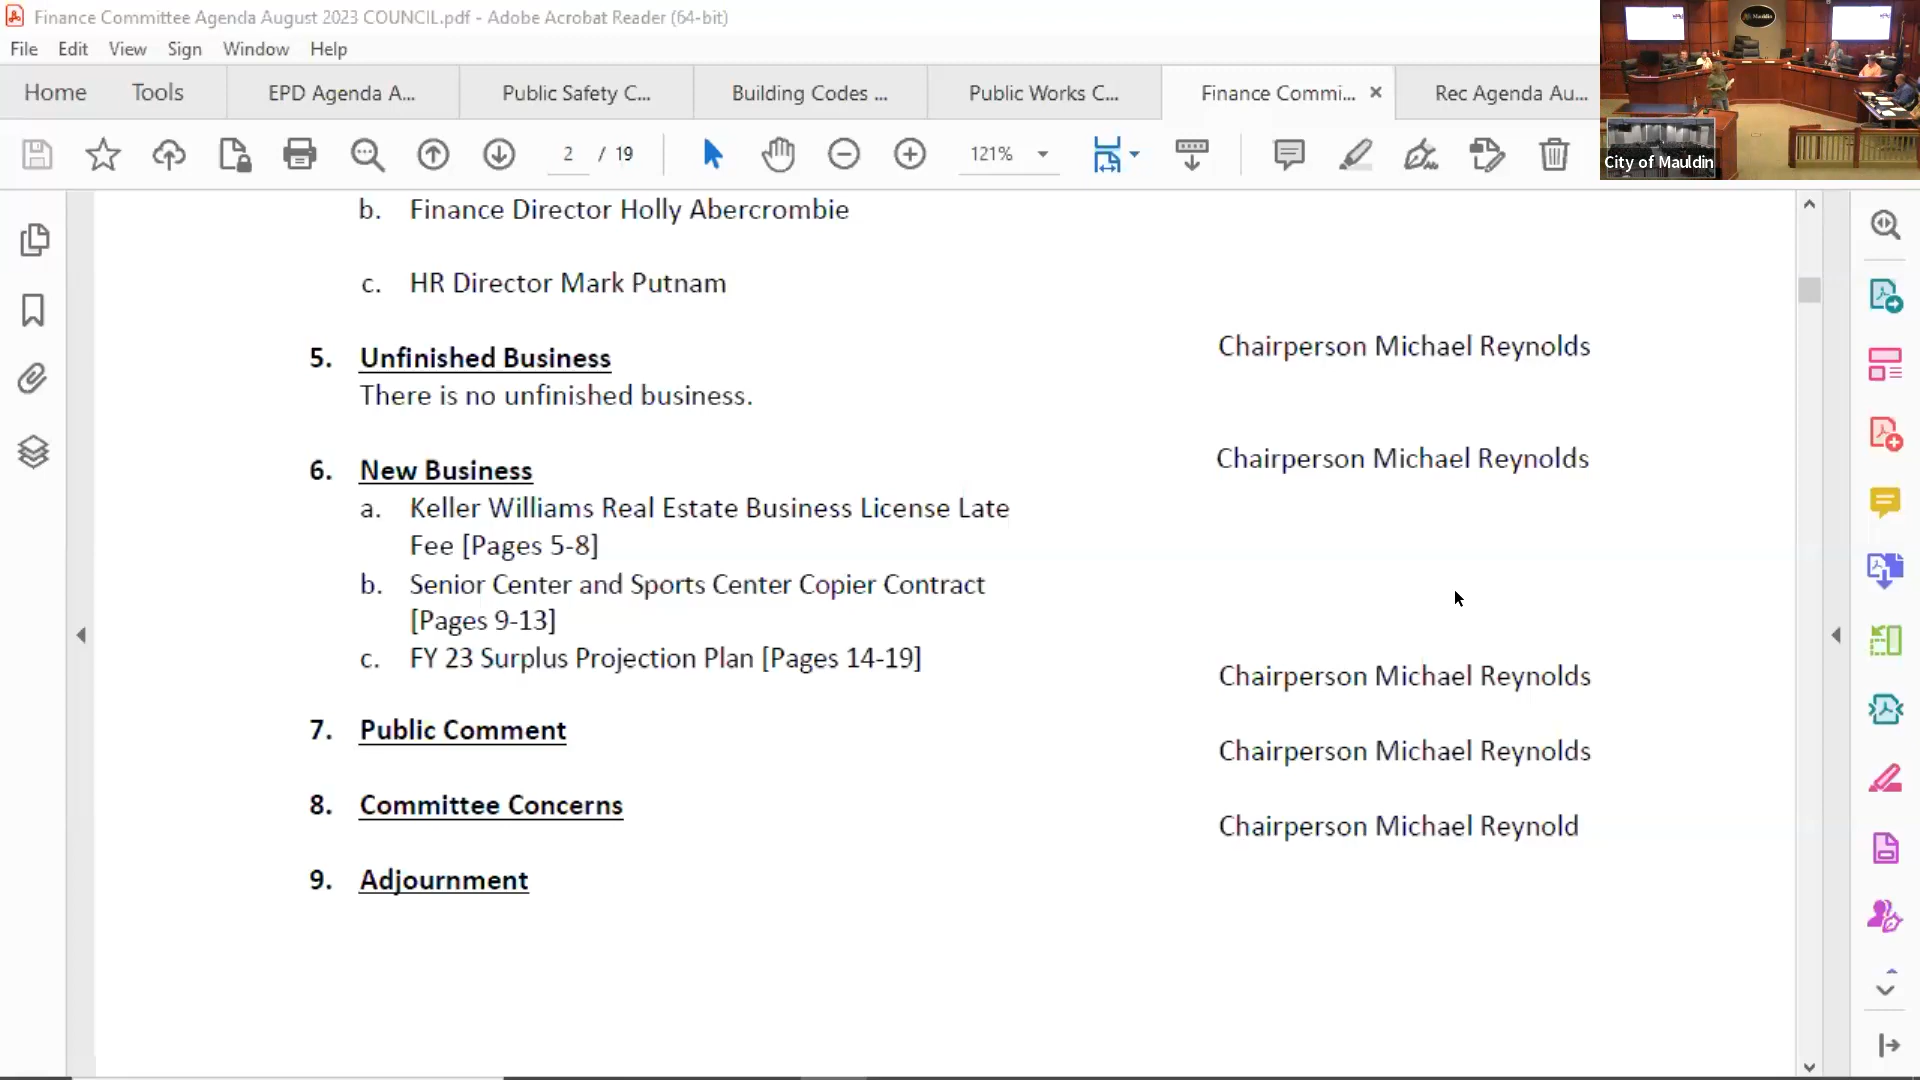 Finance Committee Agenda August 2023 COUNCIL.pdf - Adobe Acrobat Reader (64-bit)
File Edit View Sign Window Help
Home Tools EPD Agenda A... Public Safety C... Building Codes ... Public Works C... Finance Commi... Rec Agenda Au...
2 / 19 121%
Mauldin
City of Mauldin
b. Finance Director Holly Abercrombie
c. HR Director Mark Putnam
5. Unfinished Business Chairperson Michael Reynolds
There is no unfinished business.
6. New Business Chairperson Michael Reynolds
a. Keller Williams Real Estate Business License Late
Fee [Pages 5-8]
b. Senior Center and Sports Center Copier Contract
[Pages 9-13]
c. FY 23 Surplus Projection Plan [Pages 14-19]
Chairperson Michael Reynolds
7. Public Comment
Chairperson Michael Reynolds
8. Committee Concerns
Chairperson Michael Reynold
9. Adjournment